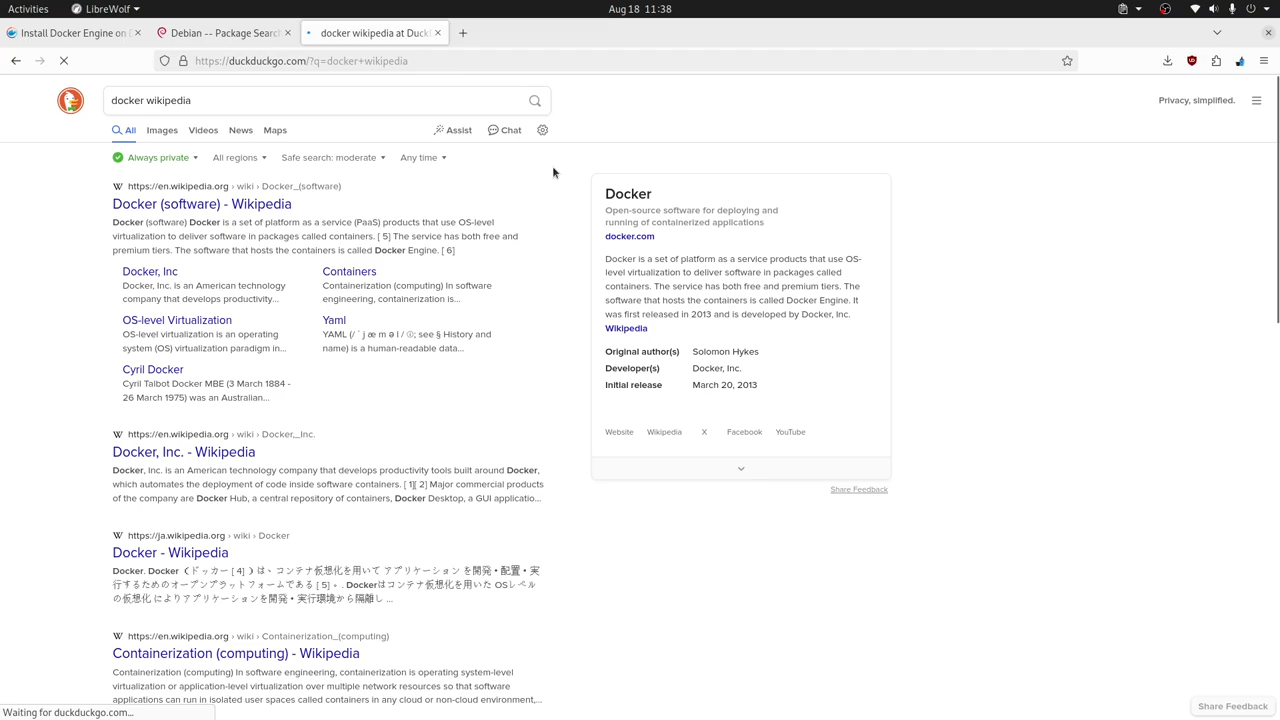 Activities
LibreWolf
Aug 18 11:38
Install Docker Engine on D
Debian -- Package Searc
docker wikipedia at Duck
https://duckduckgo.com/?q=docker+wikipedia
docker wikipedia
Privacy, simplified.
All
Images
Videos
News
Maps
Assist
Chat
Always private
All regions
Safe search: moderate
Any time
https://en.wikipedia.org › wiki › Docker_(software)
Docker (software) - Wikipedia
Docker (software) Docker is a set of platform as a service (PaaS) products that use OS-level
virtualization to deliver software in packages called containers. [ 5] The service has both free and
premium tiers. The software that hosts the containers is called Docker Engine. [ 6]
Docker, Inc
Docker, Inc. is an American technology
company that develops productivity...
Containers
Containerization (computing) In software
engineering, containerization is...
OS-level Virtualization
OS-level virtualization is an operating
system (OS) virtualization paradigm in...
Yaml
YAML (/ ˈ j æ m ə l / ⓘ; see § History and
name) is a human-readable data...
Cyril Docker
Cyril Talbot Docker MBE (3 March 1884 -
26 March 1975) was an Australian...
https://en.wikipedia.org › wiki › Docker,_Inc.
Docker, Inc. - Wikipedia
Docker, Inc. is an American technology company that develops productivity tools built around Docker,
which automates the deployment of code inside software containers. [ 1][ 2] Major commercial products
of the company are Docker Hub, a central repository of containers, Docker Desktop, a GUI applicatio...
https://ja.wikipedia.org › wiki › Docker
Docker - Wikipedia
Docker. Docker （ドッカー [ 4] ）は、コンテナ仮想化を用いて アプリケーション を開発・配置・実
行するためのオープンプラットフォームである [ 5] 。. Dockerはコンテナ仮想化を用いた OSレベル
の仮想化 によりアプリケーションを開発・実行環境から隔離し ...
https://en.wikipedia.org › wiki › Containerization_(computing)
Containerization (computing) - Wikipedia
Containerization (computing) In software engineering, containerization is operating system-level
virtualization or application-level virtualization over multiple network resources so that software
applications can run in isolated user spaces called containers in any cloud or non-cloud environment,...
Docker
Open-source software for deploying and
running of containerized applications
docker.com
Docker is a set of platform as a service products that use OS-
level virtualization to deliver software in packages called
containers. The service has both free and premium tiers. The
software that hosts the containers is called Docker Engine. It
was first released in 2013 and is developed by Docker, Inc.
Wikipedia
Original author(s) Solomon Hykes
Developer(s) Docker, Inc.
Initial release March 20, 2013
Website
Wikipedia
X
Facebook
YouTube
Share Feedback
Waiting for duckduckgo.com...
Share Feedback